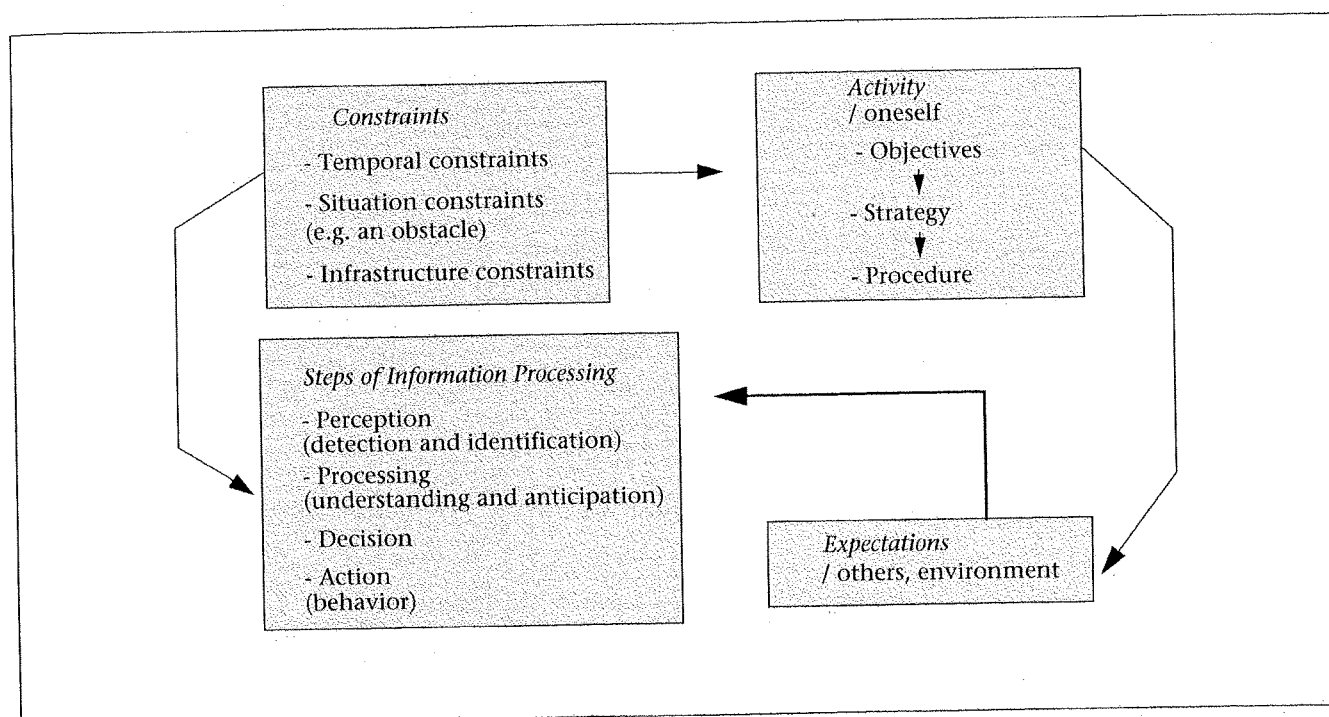 Constraints
- Temporal constraints
- Situation constraints
(e.g. an obstacle)
- Infrastructure constraints
Activity
/ oneself
- Objectives
- Strategy
- Procedure
Steps of Information Processing
- Perception
(detection and identification)
- Processing
(understanding and anticipation)
- Decision
- Action
(behavior)
Expectations
/ others, environment